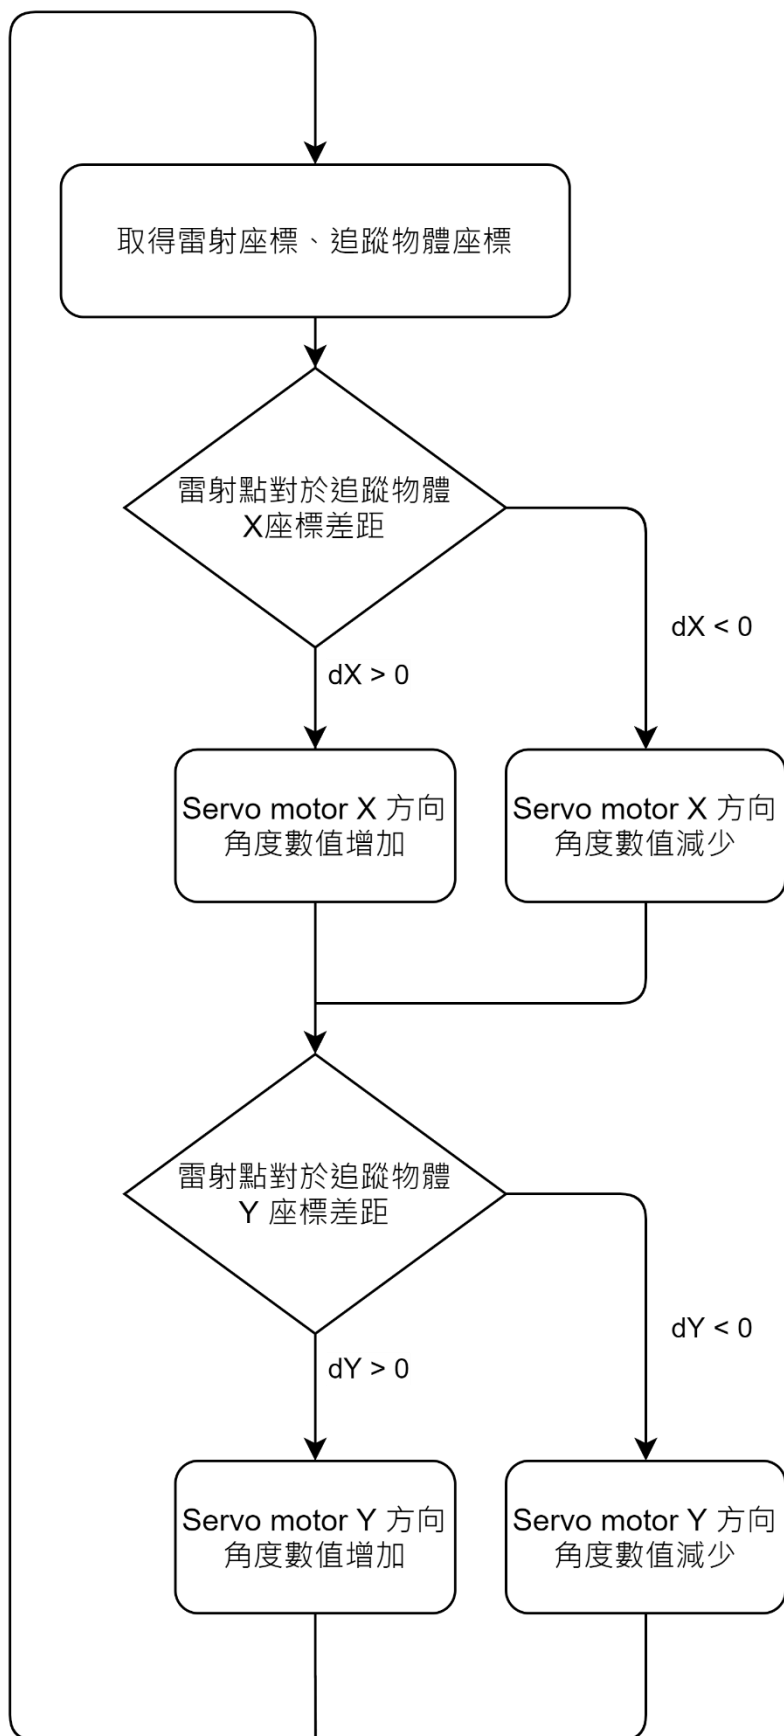 取得雷射座標、追蹤物體座標
雷射點對於追蹤物體
X座標差距
dX < 0
dX > 0
Servo motor X 方向
角度數值增加
Servo motor X 方向
角度數值減少
雷射點對於追蹤物體
Y 座標差距
dY < 0
dY > 0
Servo motor Y 方向
角度數值增加
Servo motor Y 方向
角度數值減少